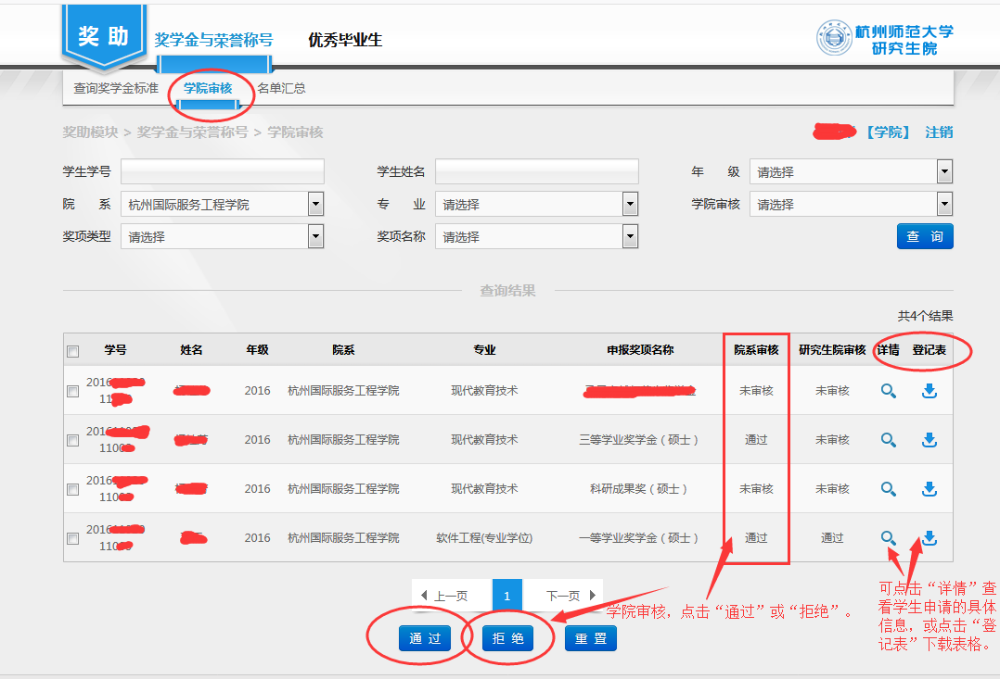 奖 助
奖学金与荣誉称号 优秀毕业生
杭州师范大学
研究生院
查询奖学金标准 学院审核 名单汇总
奖助模块 > 奖学金与荣誉称号 > 学院审核
【学院】 注销
学生学号 学生姓名 年 级 请选择
院 系 杭州国际服务工程学院 专 业 请选择 学院审核 请选择
奖项类型 请选择 奖项名称 请选择
查 询
查询结果
共4个结果
学号 姓名 年级 院系 专业 申报奖项名称 院系审核 研究生院审核 详情 登记表
2016
11 2016 杭州国际服务工程学院 现代教育技术 未审核 未审核
2016
1100 2016 杭州国际服务工程学院 现代教育技术 三等学业奖学金（硕士） 通过 未审核
2016
1100 2016 杭州国际服务工程学院 现代教育技术 科研成果奖（硕士） 未审核 未审核
2016
110 2016 杭州国际服务工程学院 软件工程(专业学位) 一等学业奖学金（硕士） 通过 通过
上一页 1 下一页
学院审核，点击“通过”或“拒绝”。
可点击“详情”查
看学生申请的具体
信息，或点击“登
记表”下载表格。
通 过 拒 绝 重 置